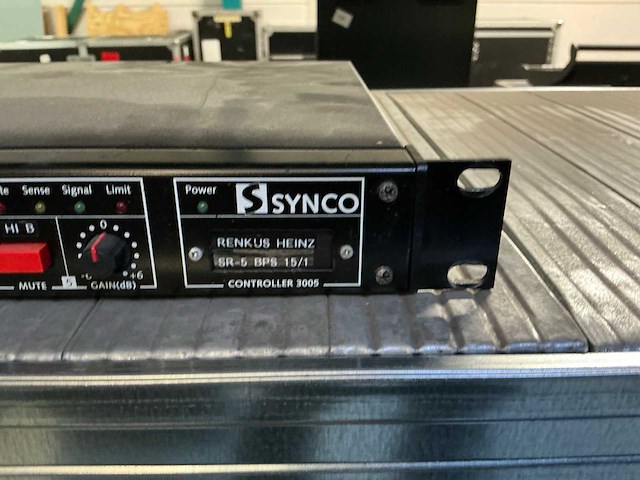 te Sense Signal Limit
Power
S SYNCO
HI B
0
RENKUS HEINZ
SR-5 BPS 15/1
-6 +6
MUTE GAIN(dB)
CONTROLLER 3005